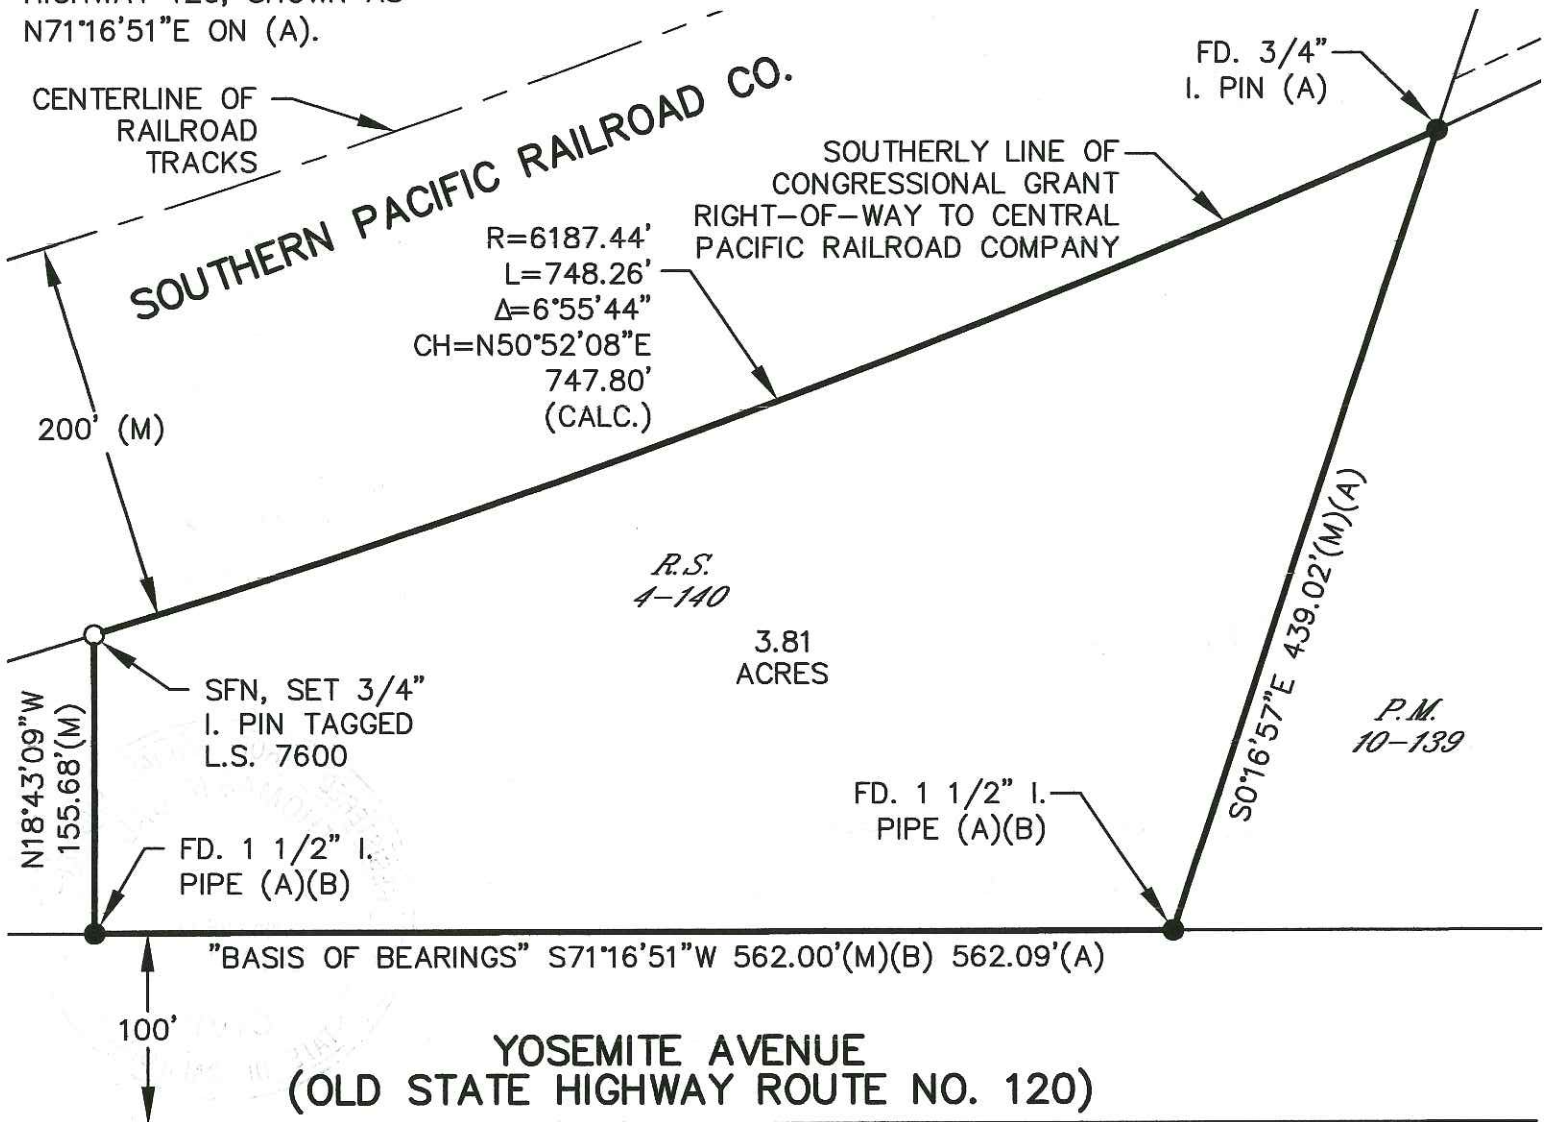 N71°16'51"E ON (A).
CENTERLINE OF
RAILROAD
TRACKS
SOUTHERN PACIFIC RAILROAD CO.
FD. 3/4"
I. PIN (A)
SOUTHERLY LINE OF
CONGRESSIONAL GRANT
RIGHT-OF-WAY TO CENTRAL
PACIFIC RAILROAD COMPANY
R=6187.44'
L=748.26'
Δ=6°55'44"
CH=N50°52'08"E
747.80'
(CALC.)
200' (M)
R.S.
4-140
3.81
ACRES
S0°16'57"E 439.02'(M)(A)
P.M.
10-139
SFN, SET 3/4"
I. PIN TAGGED
L.S. 7600
N18°43'09"W
155.68'(M)
FD. 1 1/2" I.
PIPE (A)(B)
FD. 1 1/2" I.
PIPE (A)(B)
"BASIS OF BEARINGS" S71°16'51"W 562.00'(M)(B) 562.09'(A)
100'
YOSEMITE AVENUE
(OLD STATE HIGHWAY ROUTE NO. 120)